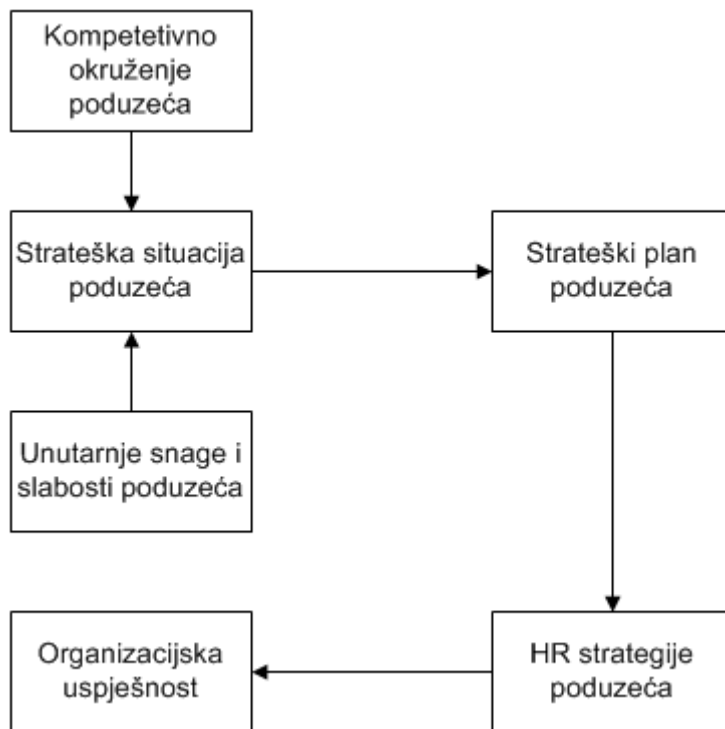 Kompetetivno
okruženje
poduzeća
Strateška situacija
poduzeća
Strateški plan
poduzeća
Unutarnje snage i
slabosti poduzeća
Organizacijska
uspješnost
HR strategije
poduzeća